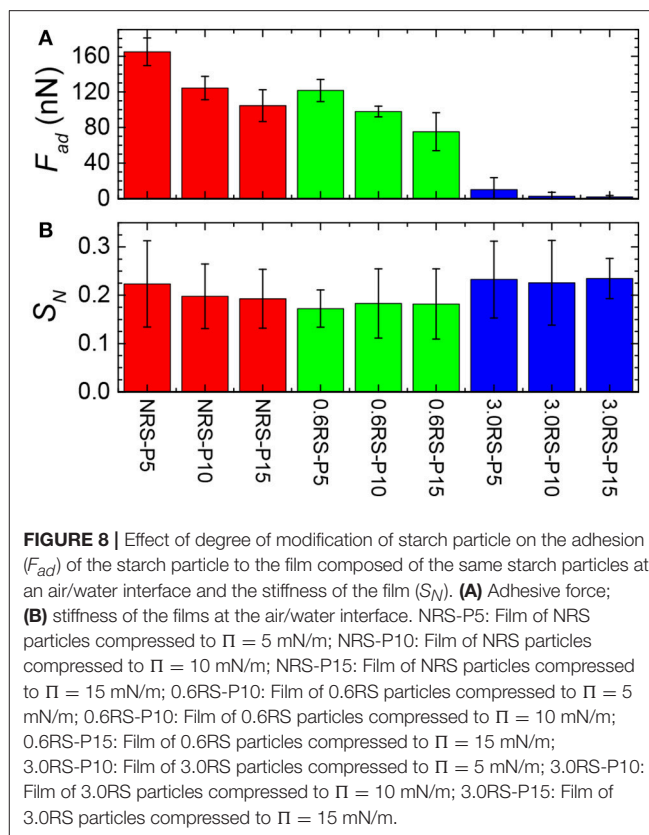 A
160
120
80
40
0
F_ad (nN)
B
0.3
0.2
0.1
0.0
S_N
NRS-P5
NRS-P10
NRS-P15
0.6RS-P5
0.6RS-P10
0.6RS-P15
3.0RS-P5
3.0RS-P10
3.0RS-P15
FIGURE 8 | Effect of degree of modification of starch particle on the adhesion
(F_ad) of the starch particle to the film composed of the same starch particles at
an air/water interface and the stiffness of the film (S_N). (A) Adhesive force;
(B) stiffness of the films at the air/water interface. NRS-P5: Film of NRS
particles compressed to Π = 5 mN/m; NRS-P10: Film of NRS particles
compressed to Π = 10 mN/m; NRS-P15: Film of NRS particles compressed
to Π = 15 mN/m; 0.6RS-P10: Film of 0.6RS particles compressed to Π = 5
mN/m; 0.6RS-P10: Film of 0.6RS particles compressed to Π = 10 mN/m;
0.6RS-P15: Film of 0.6RS particles compressed to Π = 15 mN/m;
3.0RS-P10: Film of 3.0RS particles compressed to Π = 5 mN/m; 3.0RS-P10:
Film of 3.0RS particles compressed to Π = 10 mN/m; 3.0RS-P15: Film of
3.0RS particles compressed to Π = 15 mN/m.